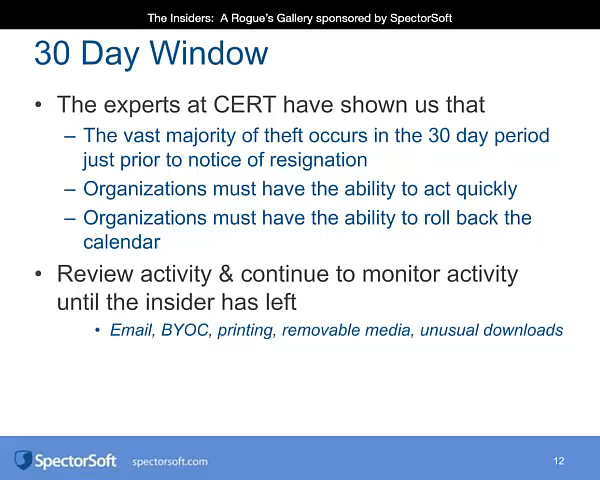 The Insiders:  A Rogue's Gallery sponsored by SpectorSoft
30 Day Window
• The experts at CERT have shown us that
– The vast majority of theft occurs in the 30 day period
just prior to notice of resignation
– Organizations must have the ability to act quickly
– Organizations must have the ability to roll back the
calendar
• Review activity & continue to monitor activity
until the insider has left
• Email, BYOC, printing, removable media, unusual downloads
SpectorSoft spectorsoft.com 12